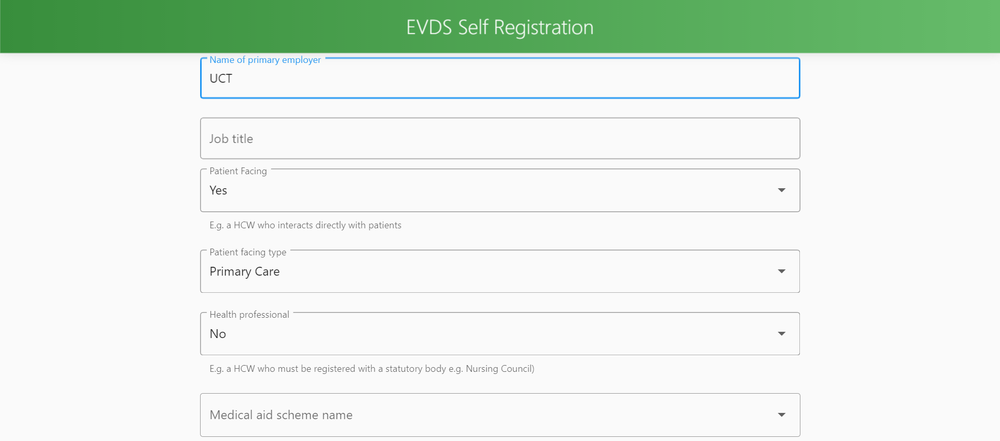 EVDS Self Registration
Name of primary employer
UCT
Job title
Patient Facing
Yes
E.g. a HCW who interacts directly with patients
Patient facing type
Primary Care
Health professional
No
E.g. a HCW who must be registered with a statutory body e.g. Nursing Council)
Medical aid scheme name